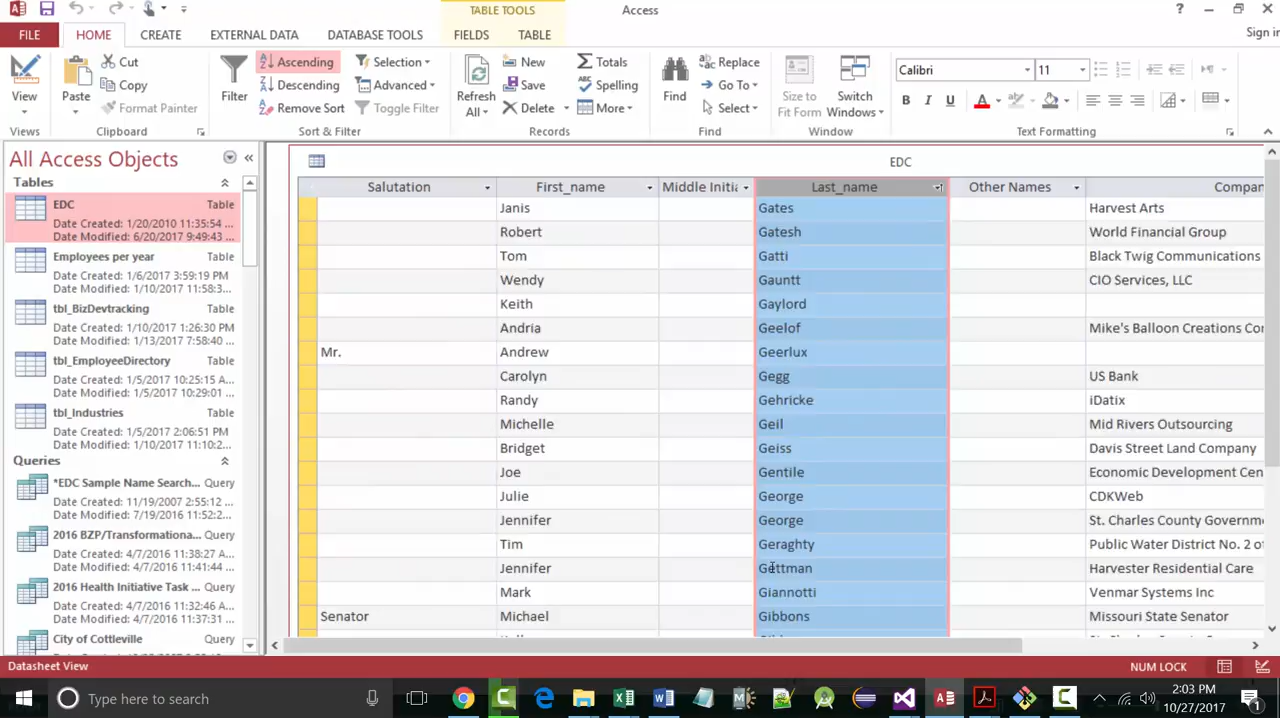 TABLE TOOLS
Access
?
Sign in
FILE HOME CREATE EXTERNAL DATA DATABASE TOOLS FIELDS TABLE
View
Views
Paste
Cut
Copy
Format Painter
Clipboard
Filter
Ascending
Descending
Remove Sort
Selection
Advanced
Toggle Filter
Sort & Filter
Refresh
All
New
Save
Delete
Totals
Spelling
More
Records
Find
Replace
Go To
Select
Find
Size to
Fit Form
Switch
Windows
Window
Calibri 11
B I U A
Text Formatting
All Access Objects
Tables
EDC Table
Date Created: 1/20/2010 11:35:54 ...
Date Modified: 6/20/2017 9:49:43 ...
Employees per year Table
Date Created: 1/6/2017 3:59:19 PM
Date Modified: 1/10/2017 11:58:3...
tbl_BizDevtracking Table
Date Created: 1/10/2017 1:26:30 PM
Date Modified: 1/13/2017 7:58:40 ...
tbl_EmployeeDirectory Table
Date Created: 1/5/2017 10:25:15 A...
Date Modified: 1/5/2017 10:29:01 ...
tbl_Industries Table
Date Created: 1/5/2017 2:06:51 PM
Date Modified: 1/10/2017 11:10:2...
Queries
*EDC Sample Name Search... Query
Date Created: 11/19/2007 2:55:12 ...
Date Modified: 7/19/2016 11:52:2...
2016 BZP/Transformationa... Query
Date Created: 4/7/2016 11:38:27 A...
Date Modified: 4/7/2016 11:41:44 ...
2016 Health Initiative Task ... Query
Date Created: 4/7/2016 11:32:46 A...
Date Modified: 4/7/2016 11:37:31 ...
City of Cottleville Query
EDC
Salutation First_name Middle Initia Last_name Other Names Compan
Janis Gates Harvest Arts
Robert Gatesh World Financial Group
Tom Gatti Black Twig Communications
Wendy Gauntt CIO Services, LLC
Keith Gaylord
Andria Geelof Mike's Balloon Creations Cor
Mr. Andrew Geerlux
Carolyn Gegg US Bank
Randy Gehricke iDatix
Michelle Geil Mid Rivers Outsourcing
Bridget Geiss Davis Street Land Company
Joe Gentile Economic Development Cen
Julie George CDKWeb
Jennifer George St. Charles County Governme
Tim Geraghty Public Water District No. 2 of
Jennifer Gettman Harvester Residential Care
Mark Giannotti Venmar Systems Inc
Senator Michael Gibbons Missouri State Senator
Datasheet View
NUM LOCK
Type here to search
2:03 PM
10/27/2017
1